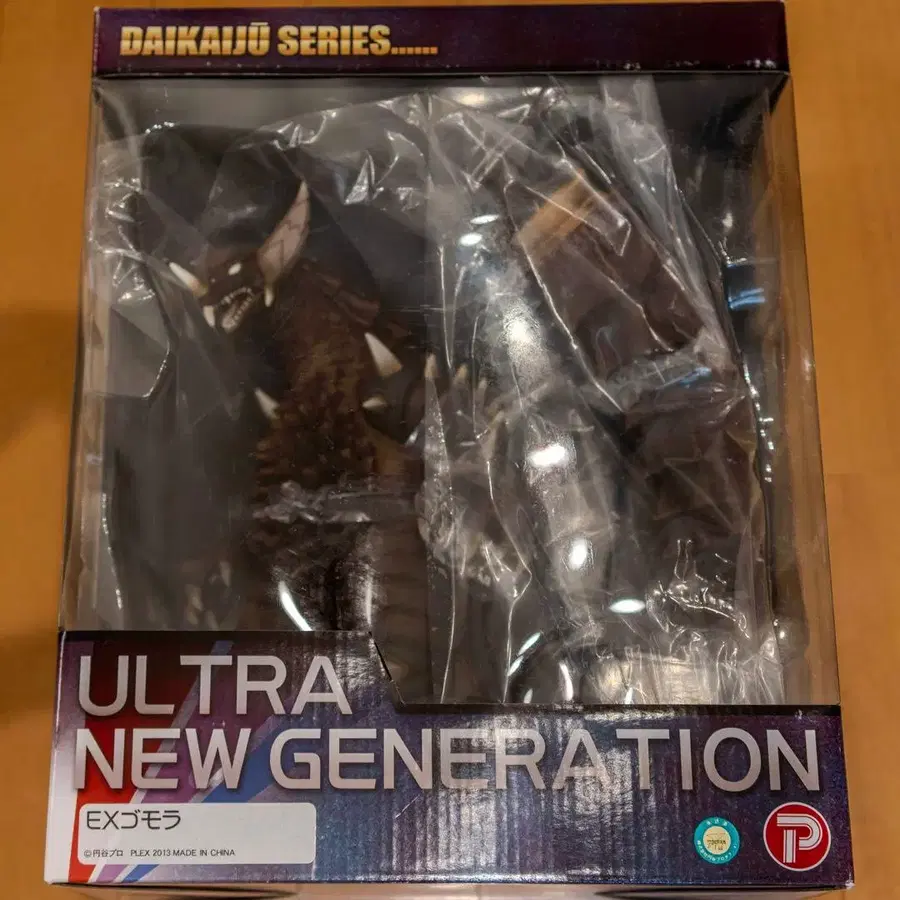 DAIKAIJŪ SERIES......
ULTRA
NEW GENERATION
EXゴモラ
©円谷プロ PLEX 2013 MADE IN CHINA